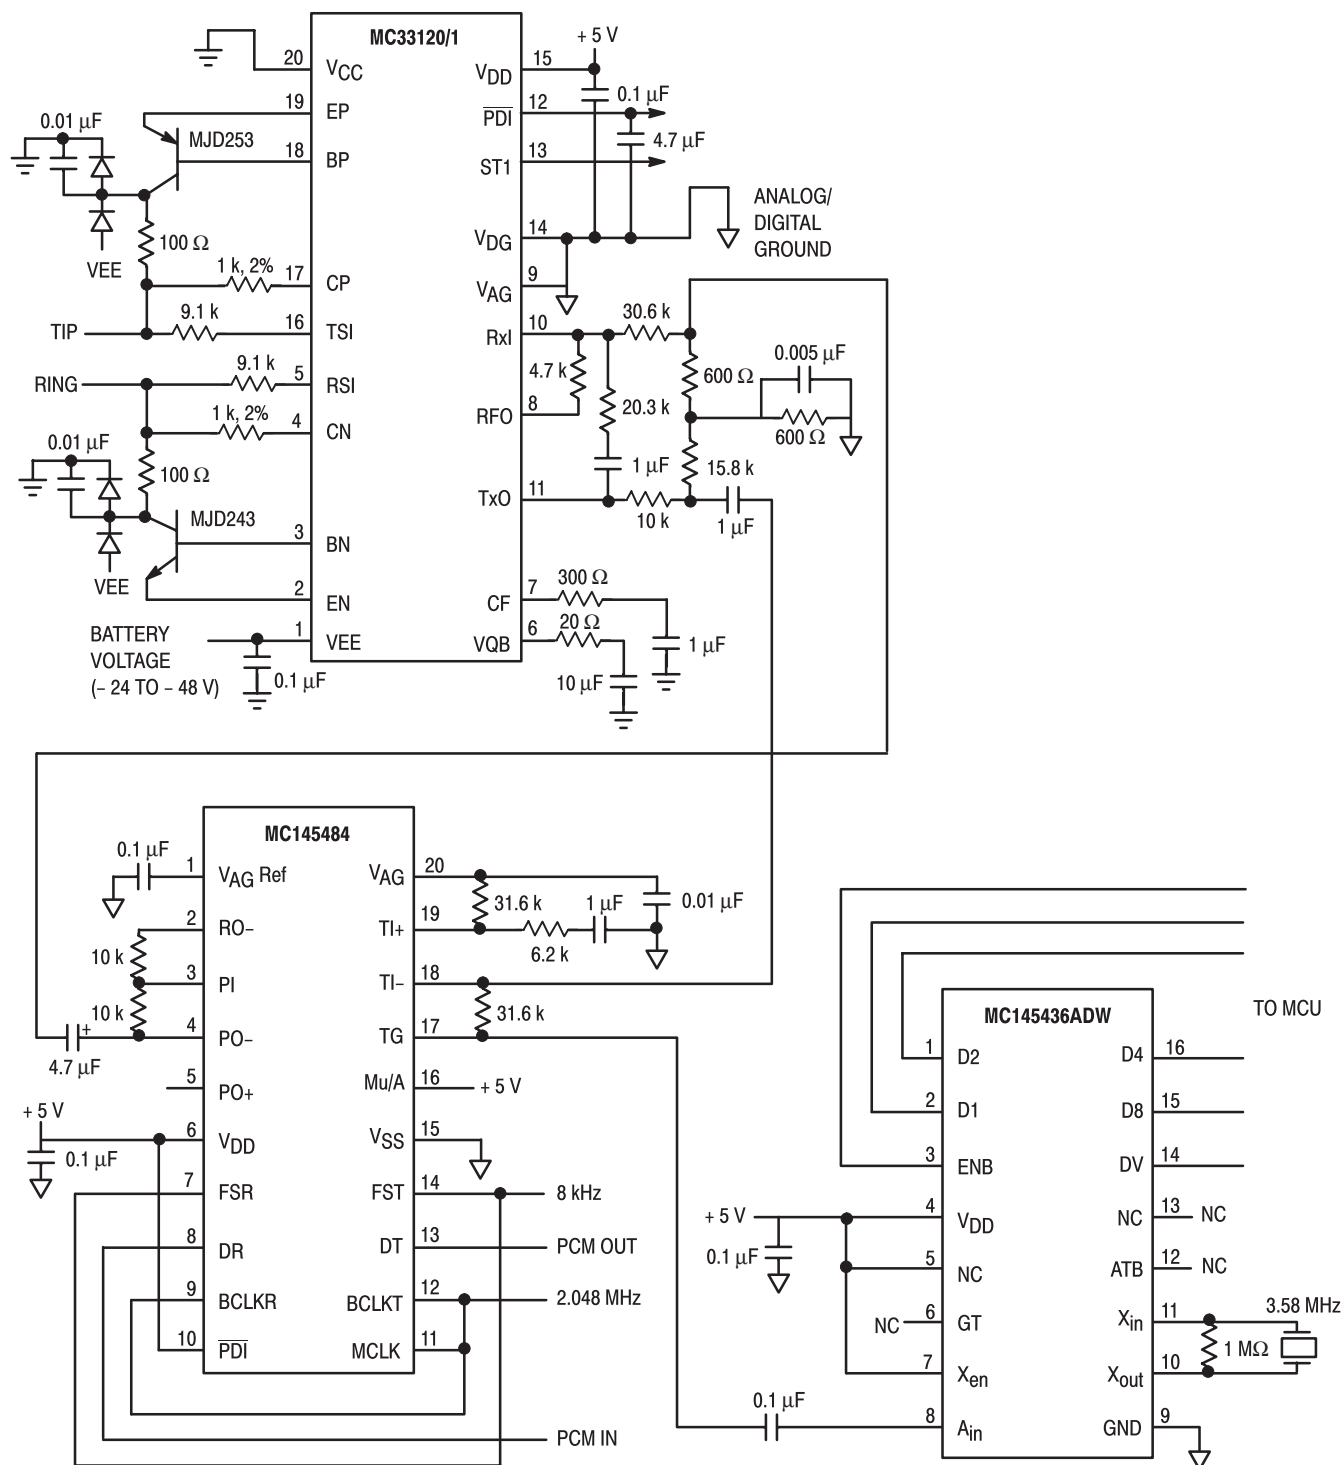 MC33120/1
20 VCC
19 EP
18 BP
17 CP
16 TSI
5 RSI
4 CN
3 BN
2 EN
1 VEE
VDD 15
PDI 12
ST1 13
VDG 14
VAG 9
RxI 10
RFO 8
TxO 11
CF 7
VQB 6
+ 5 V
0.1 µF
4.7 µF
ANALOG/
DIGITAL
GROUND
0.01 µF
MJD253
100 Ω
VEE
1 k, 2%
TIP
9.1 k
RING
9.1 k
1 k, 2%
0.01 µF
100 Ω
MJD243
VEE
BATTERY
VOLTAGE
(– 24 TO – 48 V)
0.1 µF
30.6 k
4.7 k
20.3 k
600 Ω
0.005 µF
600 Ω
1 µF
15.8 k
10 k
1 µF
300 Ω
20 Ω
1 µF
10 µF
MC145484
1 VAG Ref
2 RO–
3 PI
4 PO–
5 PO+
6 VDD
7 FSR
8 DR
9 BCLKR
10 PDI
VAG 20
TI+ 19
TI– 18
TG 17
Mu/A 16
VSS 15
FST 14
DT 13
BCLKT 12
MCLK 11
0.1 µF
10 k
10 k
+
4.7 µF
+ 5 V
0.1 µF
31.6 k
1 µF
0.01 µF
6.2 k
31.6 k
+ 5 V
8 kHz
PCM OUT
2.048 MHz
PCM IN
0.1 µF
MC145436ADW
TO MCU
1 D2
2 D1
3 ENB
4 VDD
5 NC
6 GT
7 Xen
8 Ain
D4 16
D8 15
DV 14
NC 13 NC
ATB 12 NC
Xin 11
Xout 10
GND 9
+ 5 V
0.1 µF
NC
3.58 MHz
1 MΩ